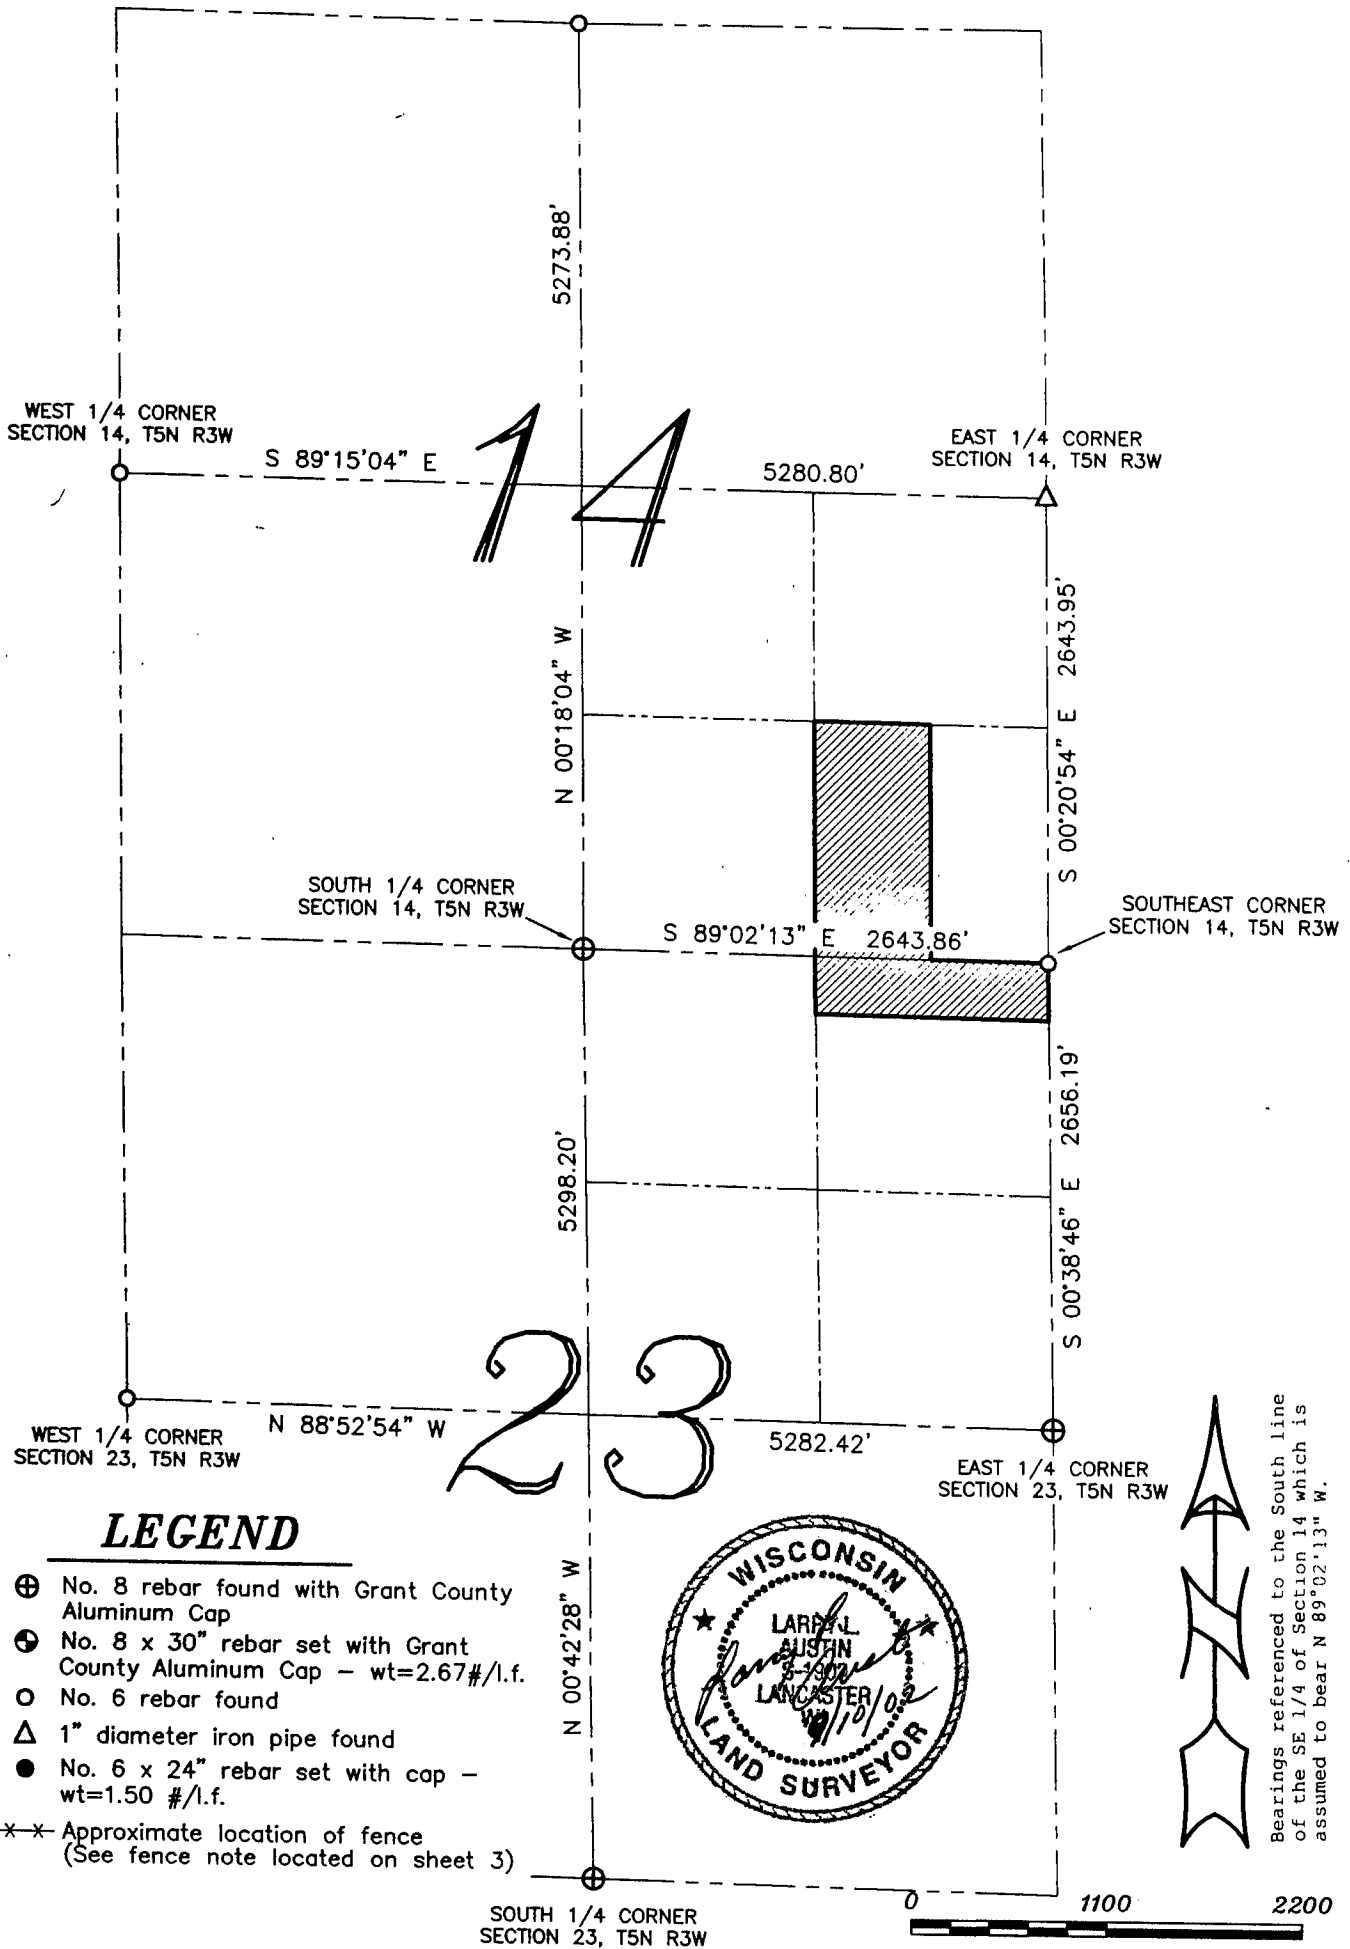 5273.88'
WEST 1/4 CORNER
SECTION 14, T5N R3W
S 89°15'04" E
14
5280.80'
EAST 1/4 CORNER
SECTION 14, T5N R3W
N 00°18'04" W
S 00°20'54" E 2643.95'
SOUTH 1/4 CORNER
SECTION 14, T5N R3W
S 89°02'13" E 2643.86'
SOUTHEAST CORNER
SECTION 14, T5N R3W
5298.20'
S 00°38'46" E 2656.19'
WEST 1/4 CORNER
SECTION 23, T5N R3W
N 88°52'54" W
23
5282.42'
EAST 1/4 CORNER
SECTION 23, T5N R3W
LEGEND
No. 8 rebar found with Grant County
Aluminum Cap
No. 8 x 30" rebar set with Grant
County Aluminum Cap – wt=2.67#/l.f.
No. 6 rebar found
1" diameter iron pipe found
No. 6 x 24" rebar set with cap –
wt=1.50 #/l.f.
Approximate location of fence
(See fence note located on sheet 3)
N 00°42'28" W
WISCONSIN
LARRY L.
AUSTIN
S-1902
LANCASTER
LAND SURVEYOR
Bearings referenced to the South line
of the SE 1/4 of Section 14 which is
assumed to bear N 89°02'13" W.
SOUTH 1/4 CORNER
SECTION 23, T5N R3W
0 1100 2200